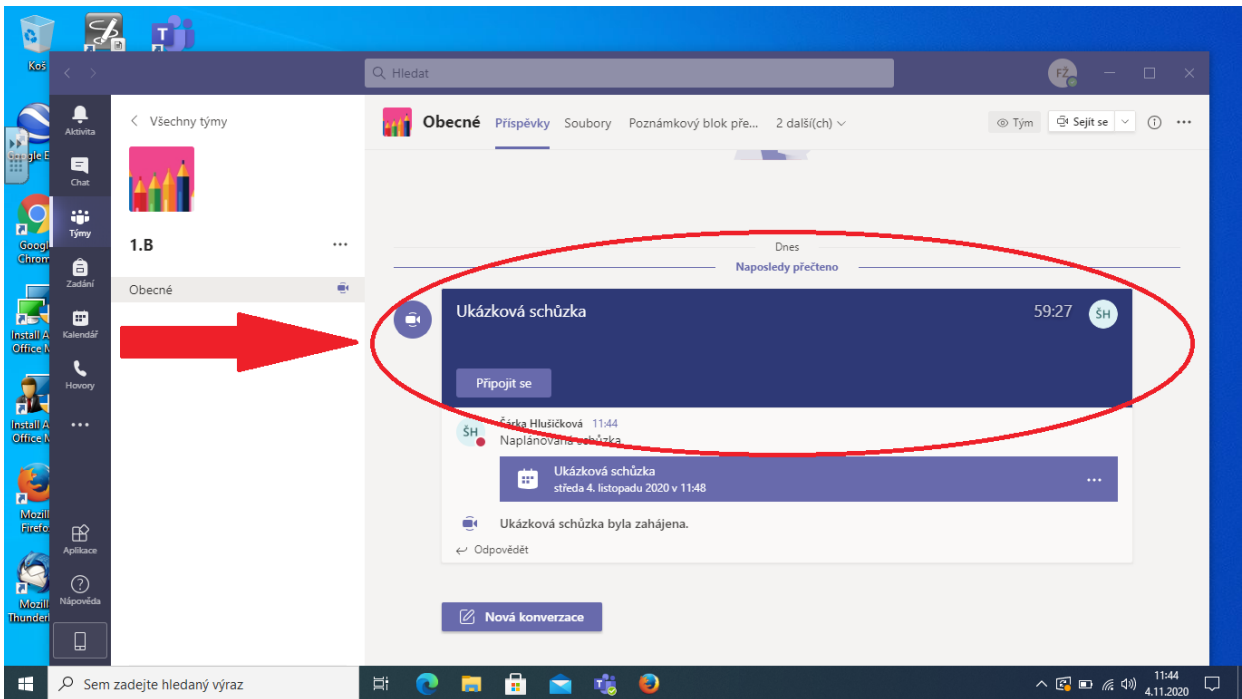 Koš
Hledat
FŽ
Aktivita
Všechny týmy
Obecné
Příspěvky
Soubory
Poznámkový blok pře...
2 další(ch)
Tým
Sejít se
Google E
Chat
Týmy
1.B
Googl
Chrom
Zadání
Obecné
Dnes
Naposledy přečteno
Ukázková schůzka
59:27
ŠH
Install A
Office N
Kalendář
Připojit se
Hovory
Install A
Office N
ŠH
Šárka Hlušičková 11:44
Naplánovaná schůzka
Ukázková schůzka
středa 4. listopadu 2020 v 11:48
Mozill
Firefo
Ukázková schůzka byla zahájena.
Aplikace
Odpovědět
Mozill
Thunder
Nápověda
Nová konverzace
Sem zadejte hledaný výraz
11:44
4.11.2020